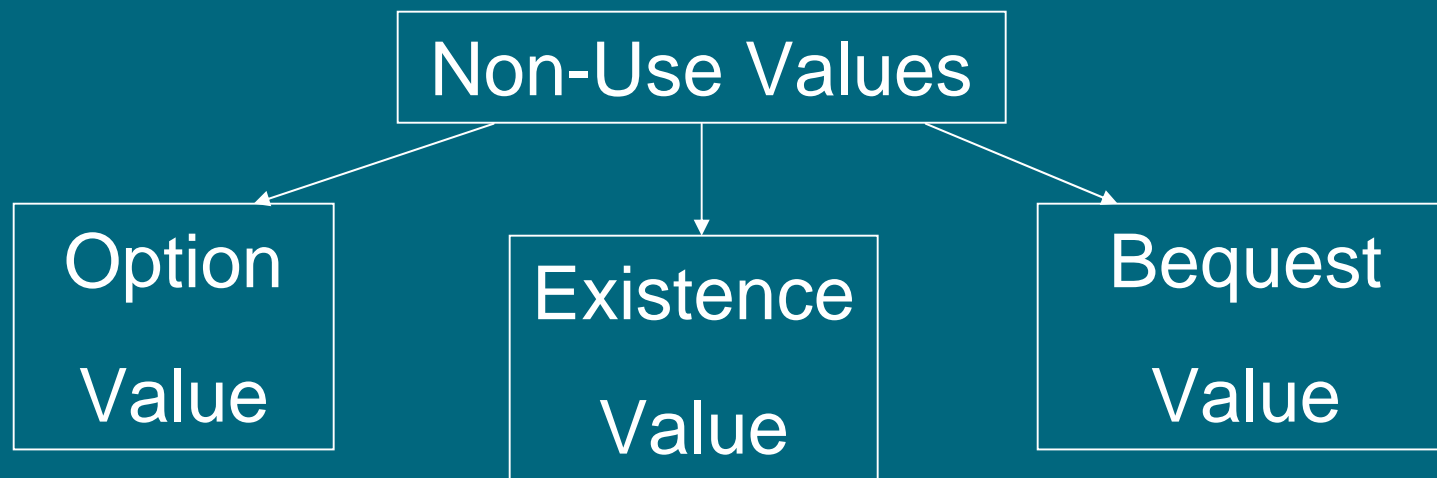 Non-Use Values
Option
Value
Existence
Value
Bequest
Value